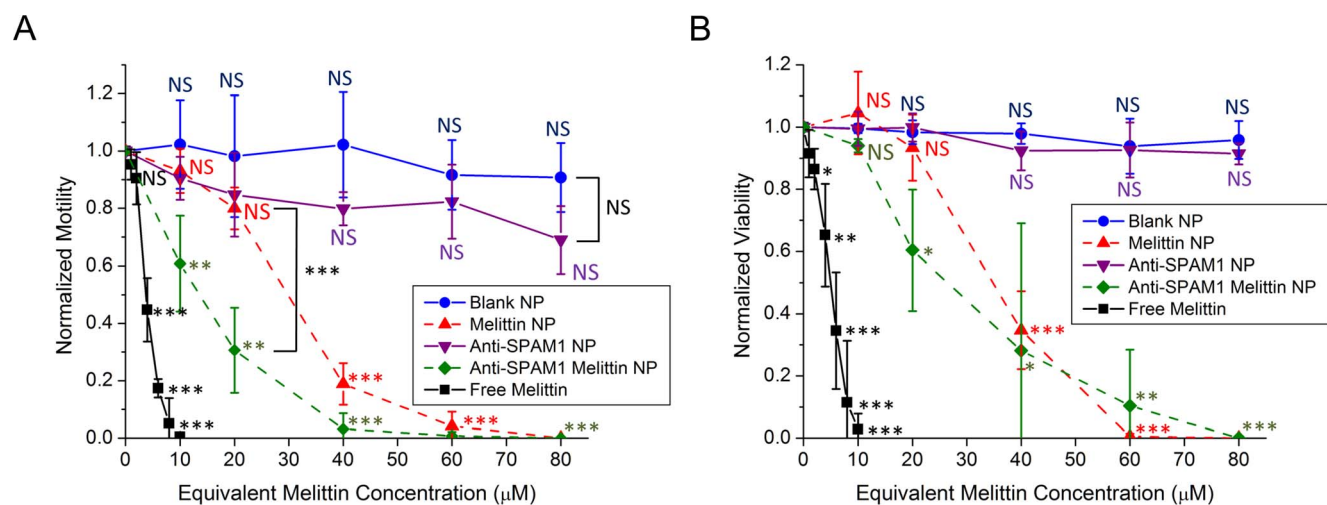 A
Normalized Motility
1.2
1.0
0.8
0.6
0.4
0.2
0.0
0
10
20
30
40
50
60
70
80
Equivalent Melittin Concentration (μM)
NS
NS
NS
NS
NS
NS
NS
NS
NS
NS
NS
NS
NS
***
**
**
***
***
***
***
***
***
***
Blank NP
Melittin NP
Anti-SPAM1 NP
Anti-SPAM1 Melittin NP
Free Melittin
B
Normalized Viability
1.2
1.0
0.8
0.6
0.4
0.2
0.0
0
10
20
30
40
50
60
70
80
Equivalent Melittin Concentration (μM)
NS
NS
NS
NS
NS
NS
NS
NS
NS
NS
*
**
***
***
***
*
***
*
**
***
***
Blank NP
Melittin NP
Anti-SPAM1 NP
Anti-SPAM1 Melittin NP
Free Melittin